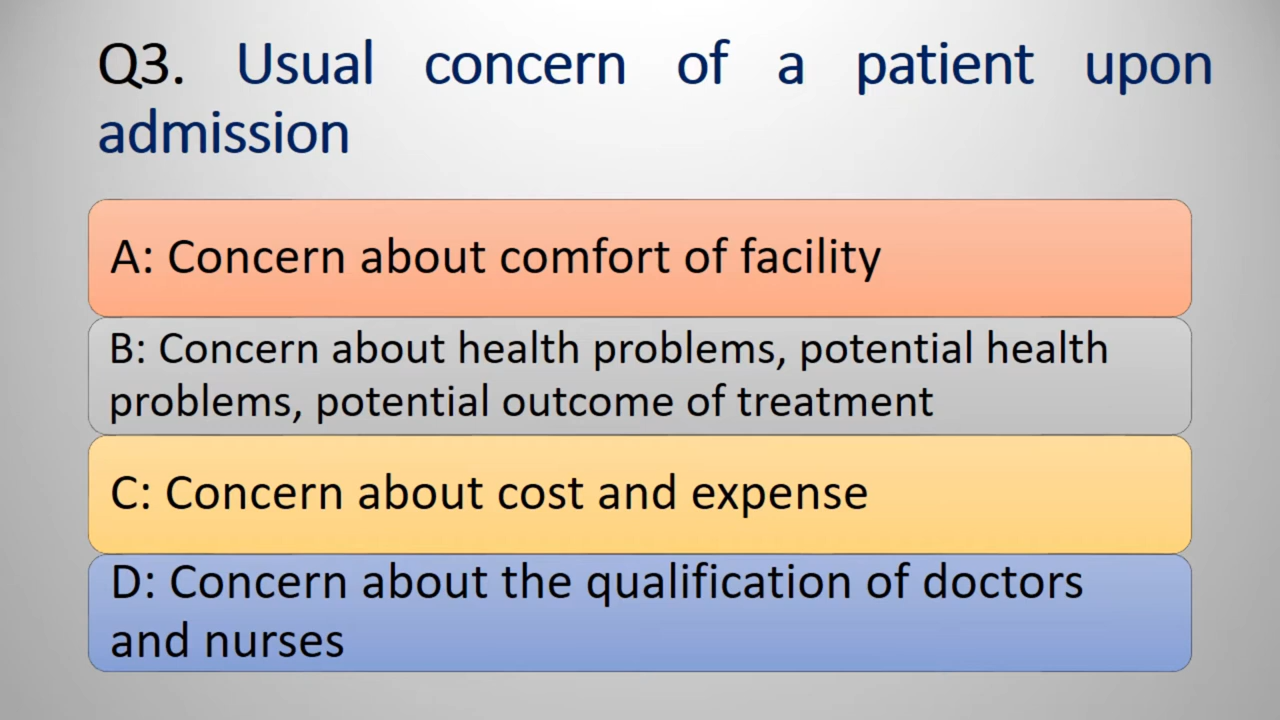 Q3. Usual concern of a patient upon
admission
A: Concern about comfort of facility
B: Concern about health problems, potential health
problems, potential outcome of treatment
C: Concern about cost and expense
D: Concern about the qualification of doctors
and nurses